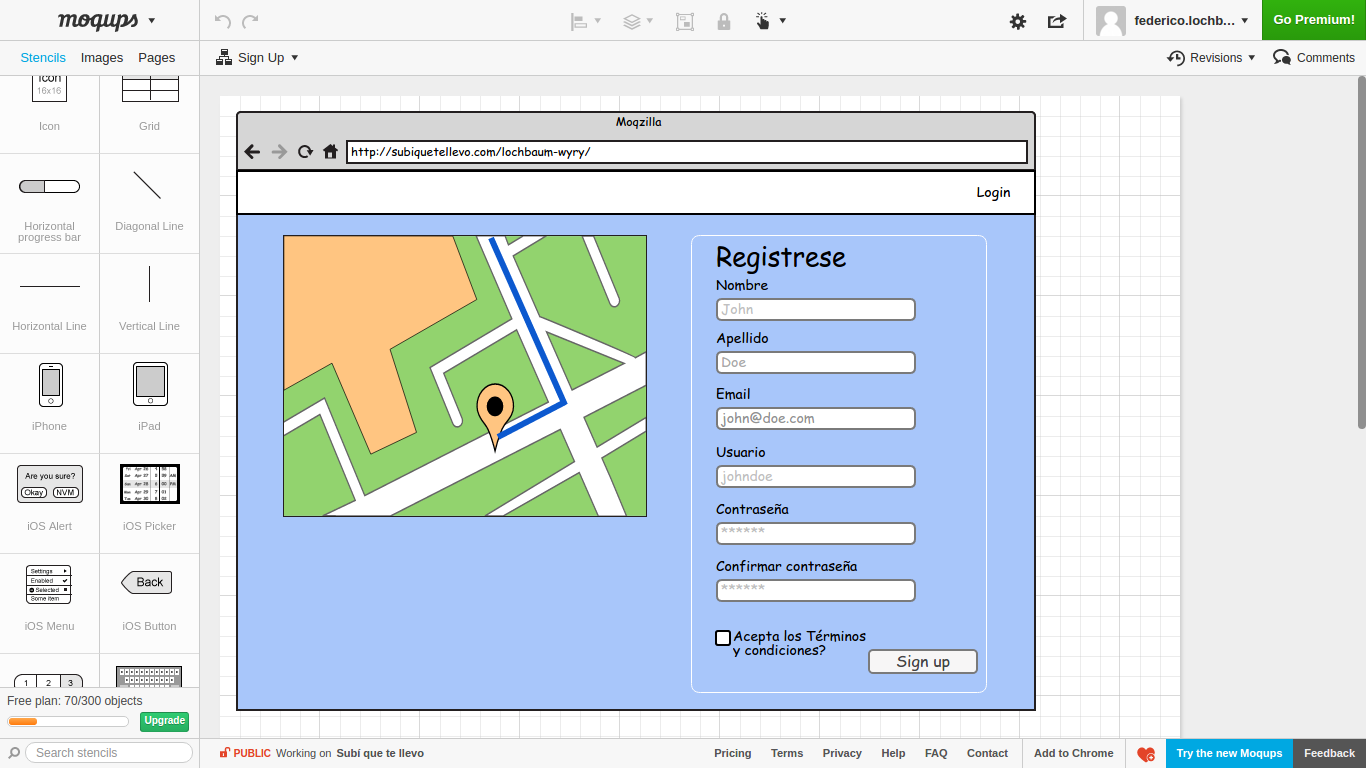 moqups
federico.lochb...
Go Premium!
Stencils
Images
Pages
Sign Up
Revisions
Comments
Icon
16x16
Icon
Grid
Horizontal
progress bar
Diagonal Line
Horizontal Line
Vertical Line
iPhone
iPad
Are you sure?
Okay
NVM
iOS Alert
iOS Picker
Settings
Enabled
Selected
Some item
Back
iOS Menu
iOS Button
1
2
3
Free plan: 70/300 objects
Upgrade
Search stencils
Moqzilla
http://subiquetellevo.com/lochbaum-wyry/
Login
Registrese
Nombre
John
Apellido
Doe
Email
john@doe.com
Usuario
johndoe
Contraseña
******
Confirmar contraseña
******
Acepta los Términos
y condiciones?
Sign up
PUBLIC Working on Subí que te llevo
Pricing
Terms
Privacy
Help
FAQ
Contact
Add to Chrome
Try the new Moqups
Feedback